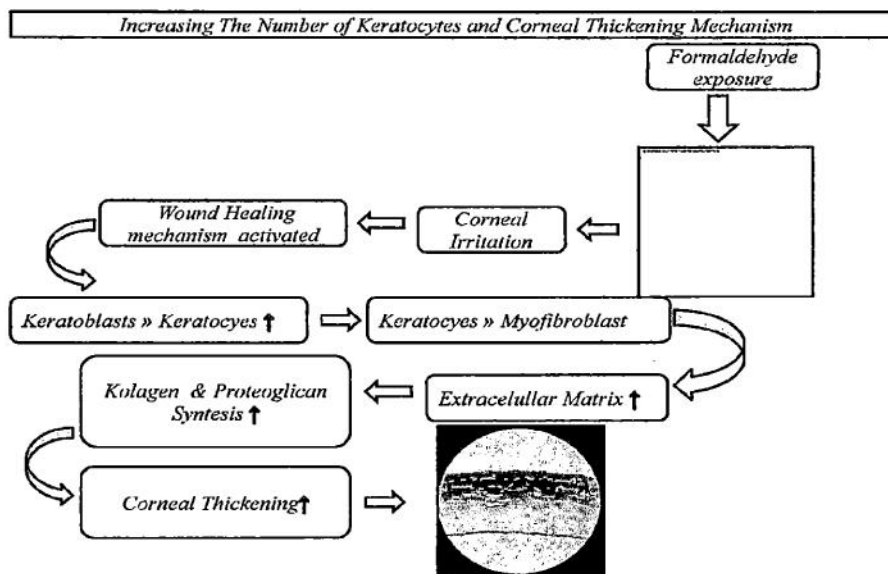 Increasing The Number of Keratocytes and Corneal Thickening Mechanism
Formaldehyde
exposure
Corneal
Irritation
Wound Healing
mechanism activated
Keratoblasts » Keratocyes ↑
Keratocyes » Myofibroblast
Extracelullar Matrix ↑
Kolagen & Proteoglican
Syntesis ↑
Corneal Thickening ↑